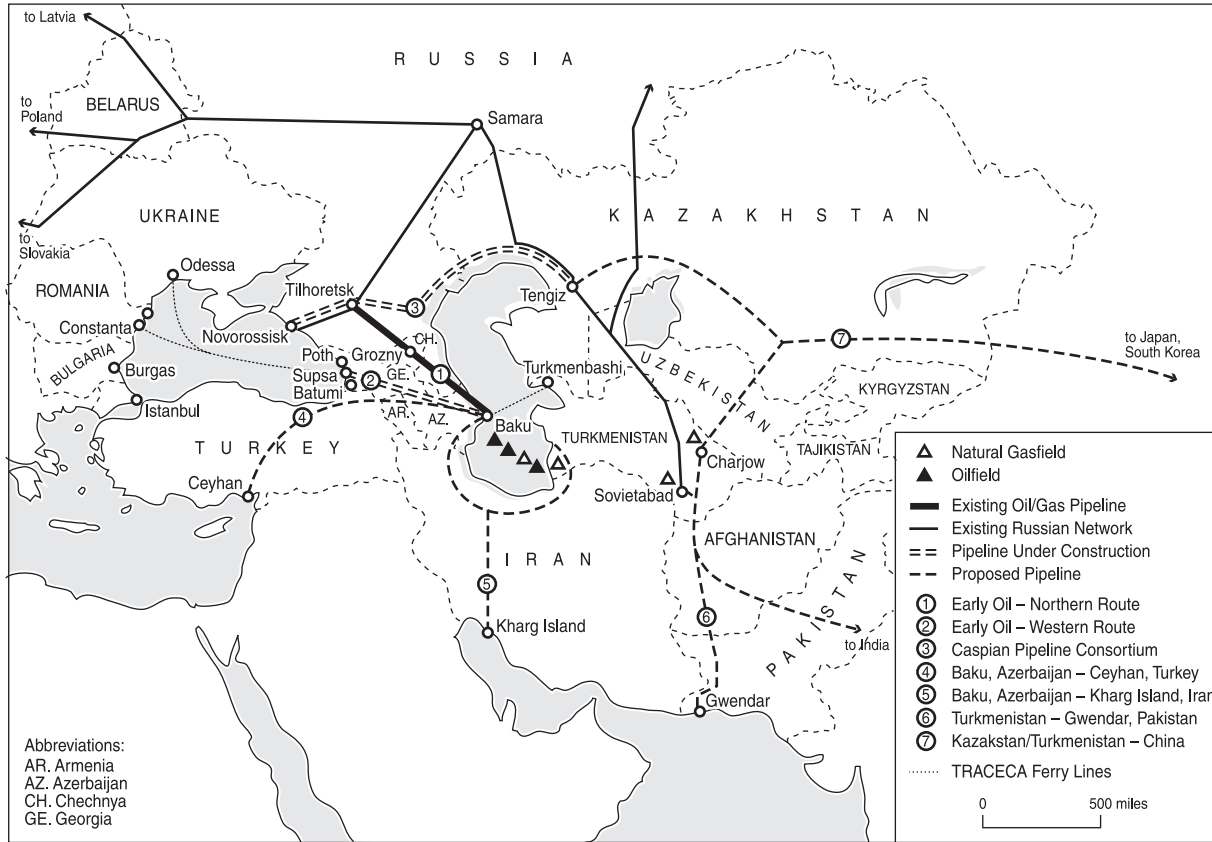 to Latvia
R U S S I A
BELARUS
to
Poland
Samara
UKRAINE
K A Z A K H S T A N
to
Slovakia
Odessa
ROMANIA
Tilhoretsk
3
Tengiz
Constanta
Novorossisk
CH.
to Japan,
South Korea
7
BULGARIA
Poth
Grozny
GE.
1
Turkmenbashi
UZBEKISTAN
KYRGYZSTAN
Burgas
Supsa
2
Batumi
Istanbul
4
AR.
AZ.
Baku
TURKMENISTAN
Charjow
TAJIKISTAN
T U R K E Y
Ceyhan
Sovietabad
I R A N
AFGHANISTAN
5
6
PAKISTAN
Kharg Island
to India
Gwendar
Natural Gasfield
Oilfield
Existing Oil/Gas Pipeline
Existing Russian Network
Pipeline Under Construction
Proposed Pipeline
1 Early Oil – Northern Route
2 Early Oil – Western Route
3 Caspian Pipeline Consortium
4 Baku, Azerbaijan – Ceyhan, Turkey
5 Baku, Azerbaijan – Kharg Island, Iran
6 Turkmenistan – Gwendar, Pakistan
7 Kazakstan/Turkmenistan – China
TRACECA Ferry Lines
0 500 miles
Abbreviations:
AR. Armenia
AZ. Azerbaijan
CH. Chechnya
GE. Georgia